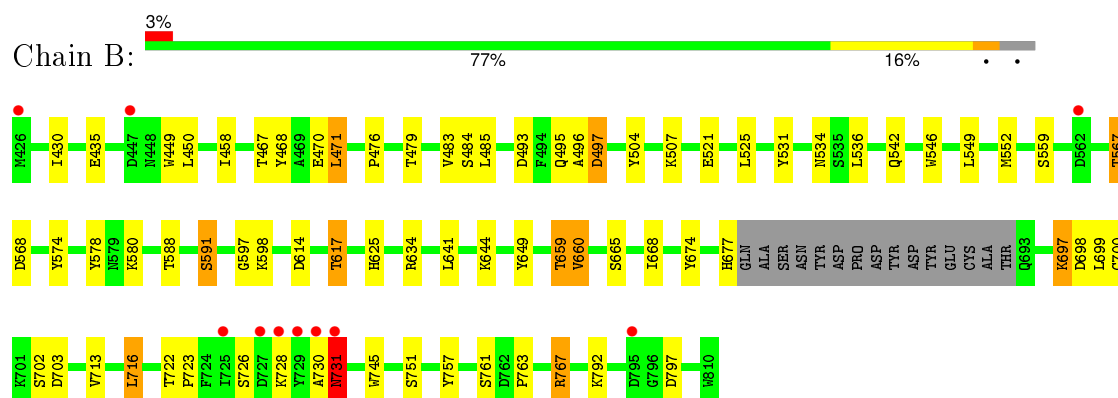 3%
Chain B:
77% 16% • •
M426 I430 E435 D447 N448 W449 L450 I458 T467 Y468 A469 E470 L471 P476 T479 V483 S484 L485 D493 F494 Q495 A496 D497 Y504 K507 E521 L525 Y531 N534 S535 L536 Q542 W546 L549 M552 S559 D562 T567
D568 Y574 Y578 N579 K580 T588 S591 G597 K598 D614 T617 H625 R634 L641 K644 Y649 T659 V660 S665 I668 Y674 H677 GLN ALA SER ASN TYR ASP PRO ASP TYR ASP TYR GLU CYS ALA THR Q693 K697 D698 L699 G700
K701 S702 D703 V713 L716 T722 P723 F724 I725 S726 D727 K728 Y729 A730 N731 W745 S751 Y757 S761 D762 P763 R767 K792 D795 G796 D797 W810